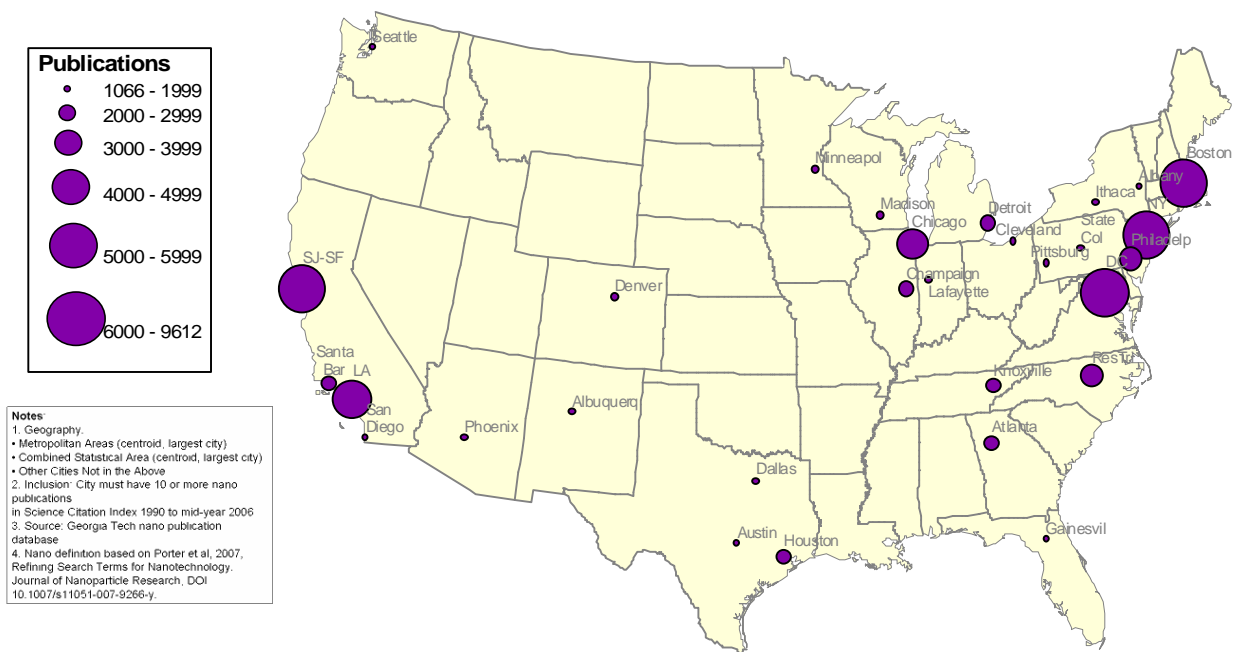 Publications
1066 - 1999
2000 - 2999
3000 - 3999
4000 - 4999
5000 - 5999
6000 - 9612
Notes:
1. Geography.
• Metropolitan Areas (centroid, largest city)
• Combined Statistical Area (centroid, largest city)
• Other Cities Not in the Above
2. Inclusion: City must have 10 or more nano
publications
in Science Citation Index 1990 to mid-year 2006
3. Source: Georgia Tech nano publication
database
4. Nano definition based on Porter et al, 2007,
Refining Search Terms for Nanotechnology.
Journal of Nanoparticle Research, DOI
10.1007/s11051-007-9266-y.
Seattle
Minneapol
Boston
Albany
Ithaca
Madison
Detroit
NY
Chicago
State
Col
Cleveland
Philadelp
Pittsburg
DC
SJ-SF
Champaign
Lafayette
Denver
Santa
Bar
LA
Knoxville
San
Diego
Albuquerq
Phoenix
Atlanta
Dallas
Gainesvil
Austin
Houston